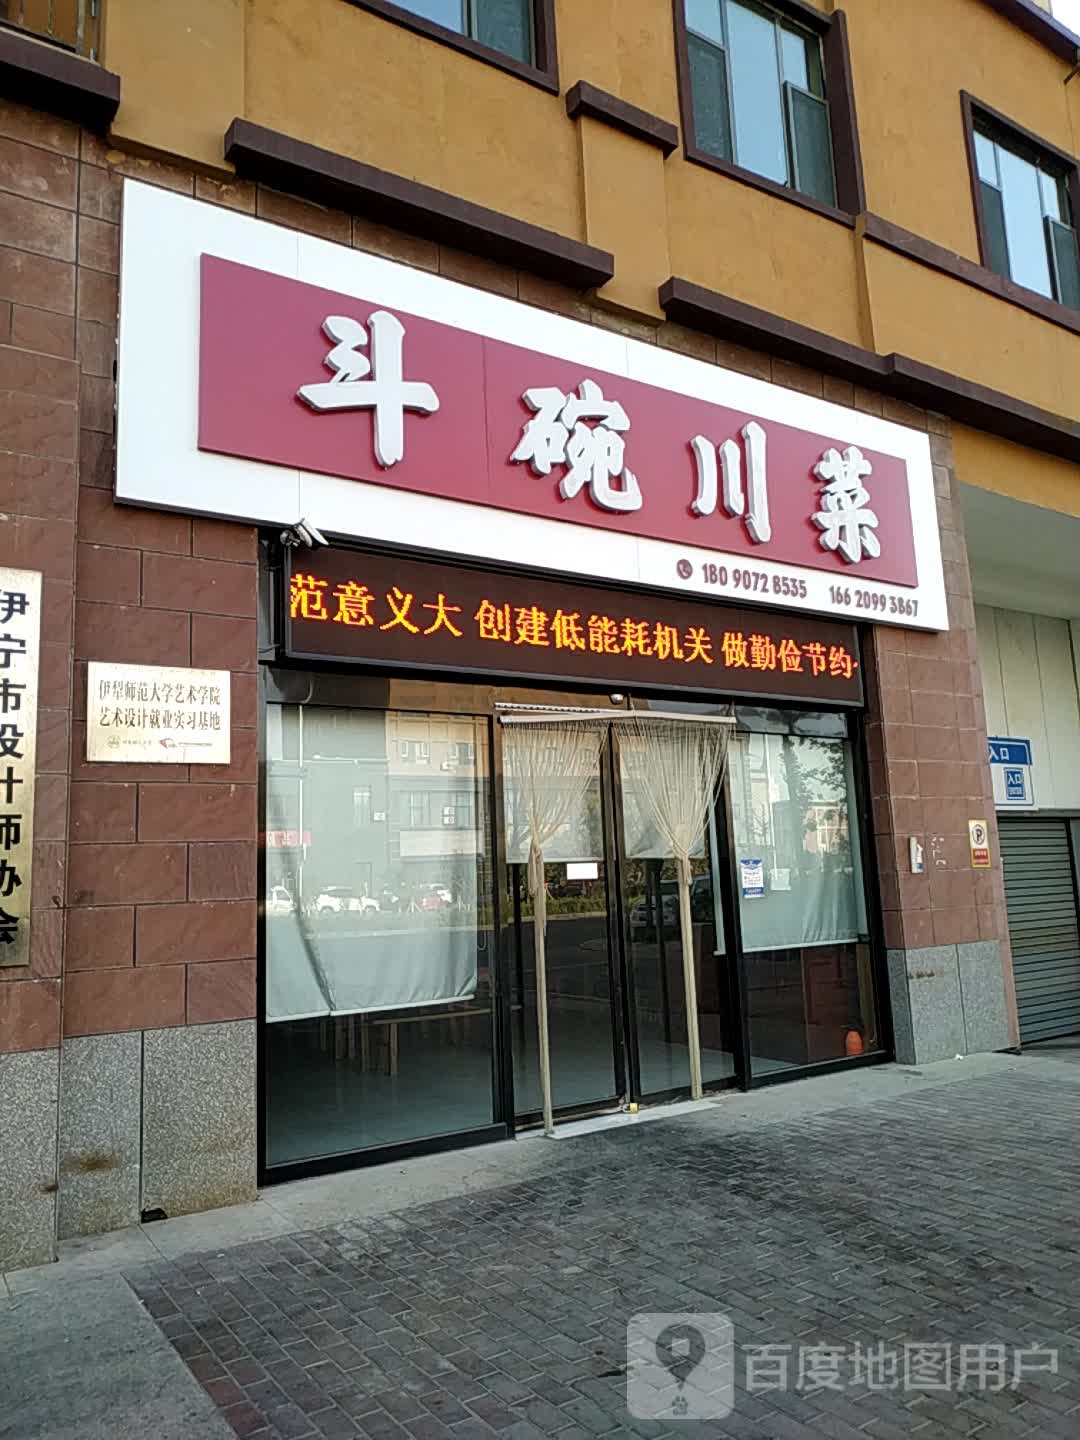 斗碗川菜
180 9072 8535 166 2099 3867
范意义大 创建低能耗机关 做勤俭节约
伊宁市设计师协会
伊犁师范大学艺术学院
艺术设计就业实习基地
入口
入口
百度地图用户